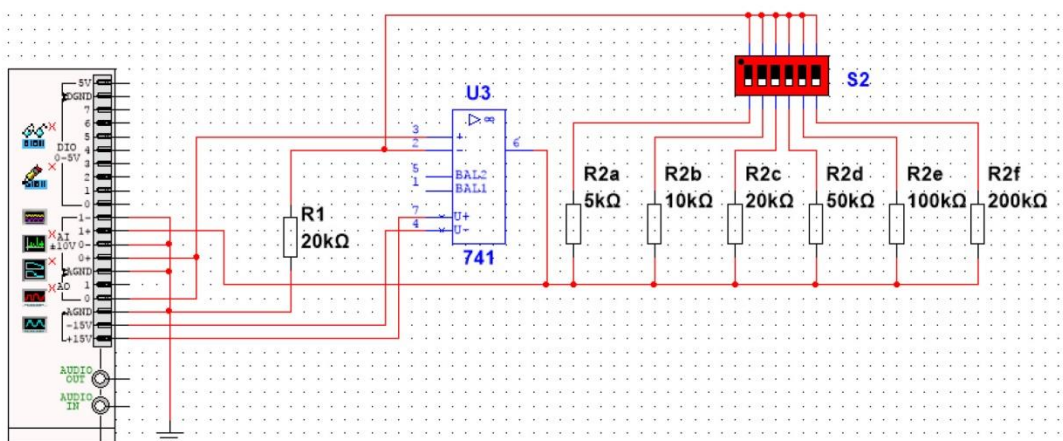 5V
DGND
7
6
5
4
3
2
1
0
DIO
0-5V
1-
1+
0-
0+
AI
±10V
AGND
1
0
AO
AGND
-15V
+15V
AUDIO
OUT
AUDIO
IN
R1
20kΩ
U3
3
2
5
1
7
4
6
+
-
∞
BAL2
BAL1
U+
U-
741
S2
R2a
5kΩ
R2b
10kΩ
R2c
20kΩ
R2d
50kΩ
R2e
100kΩ
R2f
200kΩ